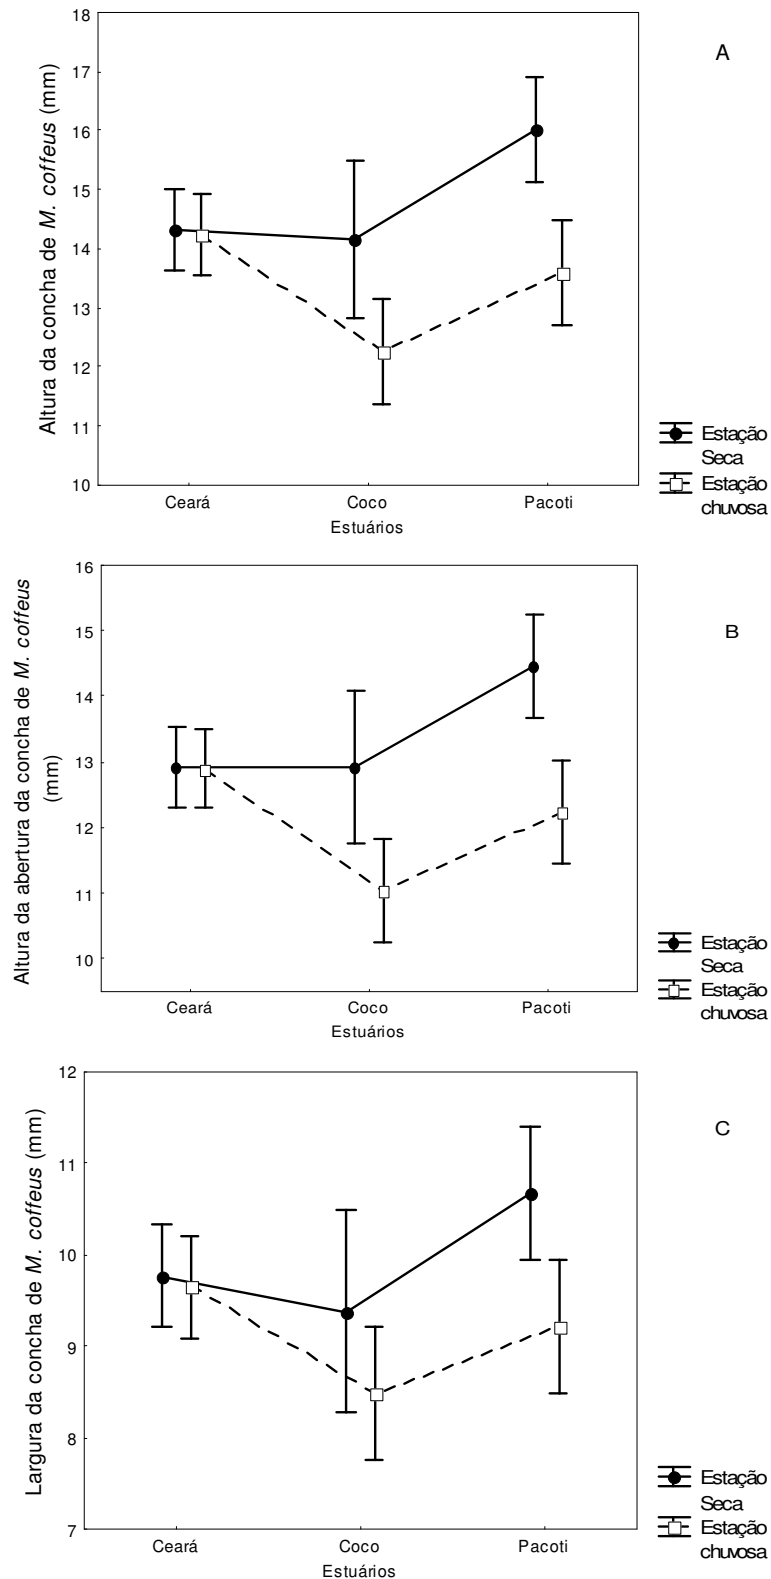 18
17
16
15
14
13
12
11
10
Altura da concha de M. coffeus (mm)
A
Ceará Coco Pacoti
Estuários
Estação
Seca
Estação
chuvosa
16
15
14
13
12
11
10
Altura da abertura da concha de M. coffeus
(mm)
B
Ceará Coco Pacoti
Estuários
Estação
Seca
Estação
chuvosa
12
11
10
9
8
7
Largura da concha de M. coffeus (mm)
C
Ceará Coco Pacoti
Estuários
Estação
Seca
Estação
chuvosa